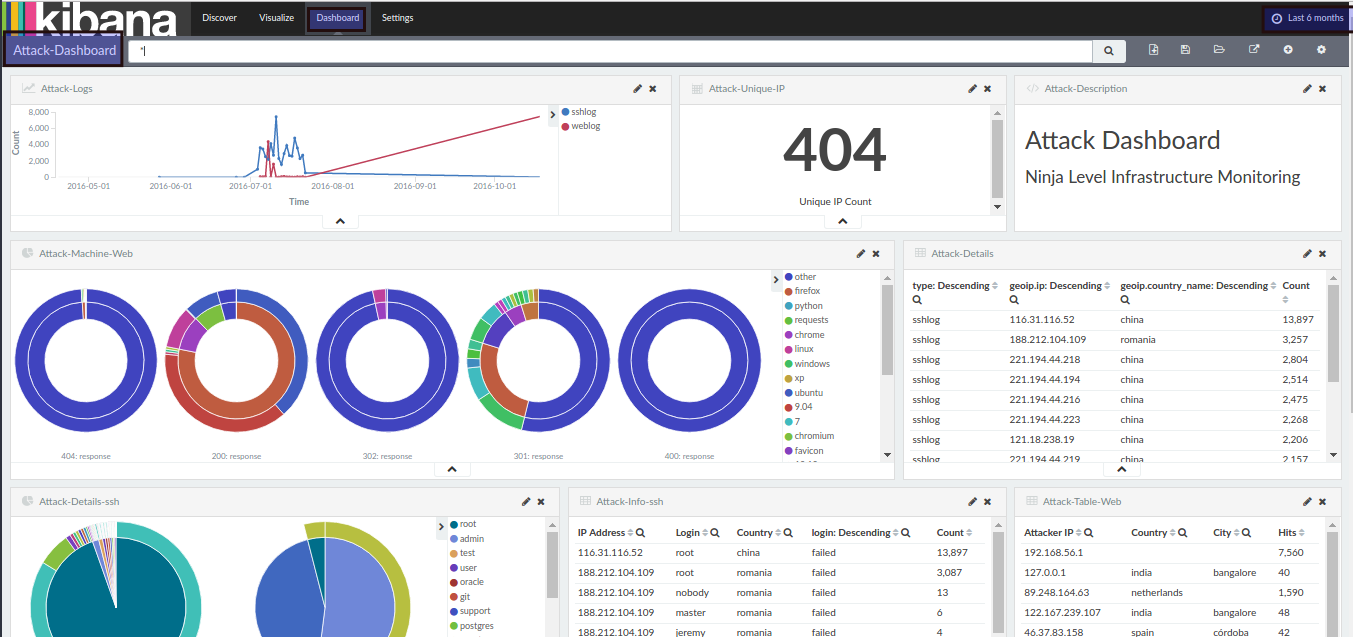 kibana Discover Visualize Dashboard Settings Last 6 months
Attack-Dashboard *
Attack-Logs
8,000
6,000
4,000
2,000
0
Count
2016-05-01 2016-06-01 2016-07-01 2016-08-01 2016-09-01 2016-10-01
Time
sshlog
weblog
Attack-Unique-IP
404
Unique IP Count
Attack-Description
Attack Dashboard
Ninja Level Infrastructure Monitoring
Attack-Machine-Web
404: response 200: response 302: response 301: response 400: response
other
firefox
python
requests
chrome
linux
windows
xp
ubuntu
9.04
7
chromium
favicon
Attack-Details
type: Descending geoip.ip: Descending geoip.country_name: Descending Count
sshlog 116.31.116.52 china 13,897
sshlog 188.212.104.109 romania 3,257
sshlog 221.194.44.218 china 2,804
sshlog 221.194.44.194 china 2,514
sshlog 221.194.44.216 china 2,475
sshlog 221.194.44.223 china 2,268
sshlog 121.18.238.19 china 2,206
sshlog 221.194.44.219 china 2,157
Attack-Details-ssh
root
admin
test
user
oracle
git
support
postgres
Attack-Info-ssh
IP Address Login Country login: Descending Count
116.31.116.52 root china failed 13,897
188.212.104.109 root romania failed 3,087
188.212.104.109 nobody romania failed 13
188.212.104.109 master romania failed 6
188.212.104.109 jeremy romania failed 4
Attack-Table-Web
Attacker IP Country City Hits
192.168.56.1 7,560
127.0.0.1 india bangalore 40
89.248.164.63 netherlands 1,590
122.167.239.107 india bangalore 48
46.37.83.158 spain córdoba 42